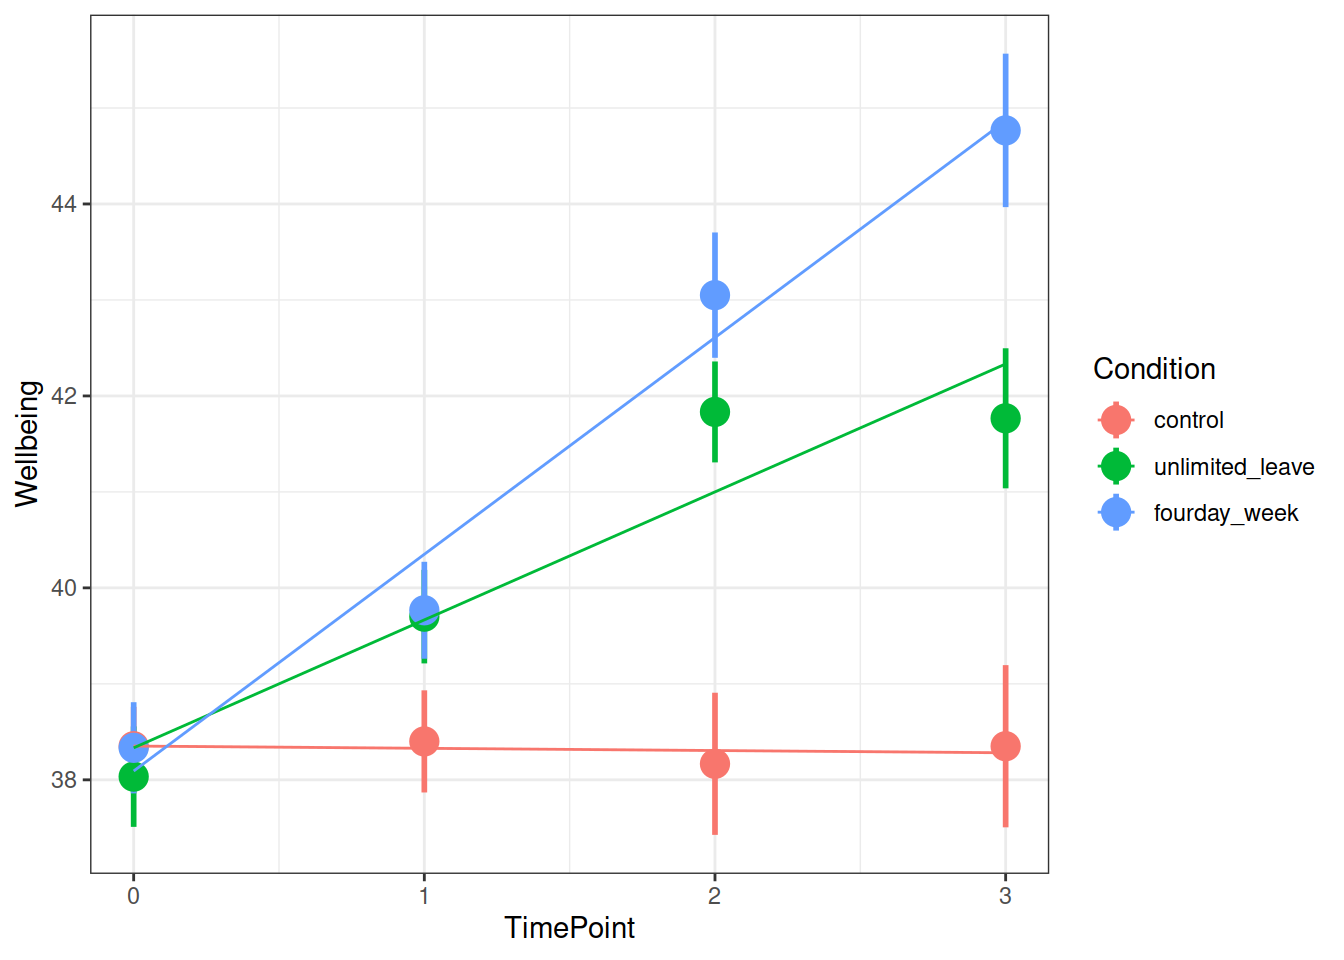 44
42
40
38
0 1 2 3
TimePoint
Wellbeing
Condition
control
unlimited_leave
fourday_week